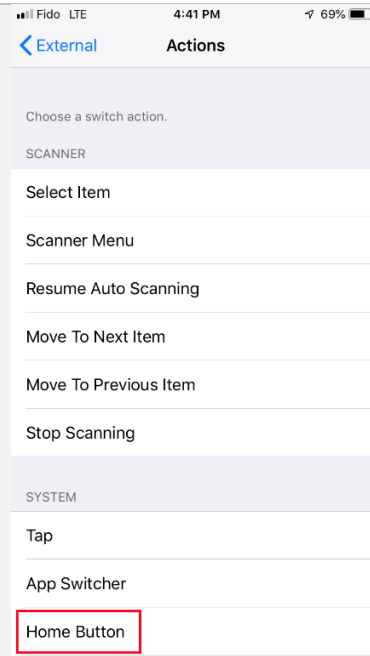 Fido LTE 4:41 PM 69%
External Actions
Choose a switch action.
SCANNER
Select Item
Scanner Menu
Resume Auto Scanning
Move To Next Item
Move To Previous Item
Stop Scanning
SYSTEM
Tap
App Switcher
Home Button